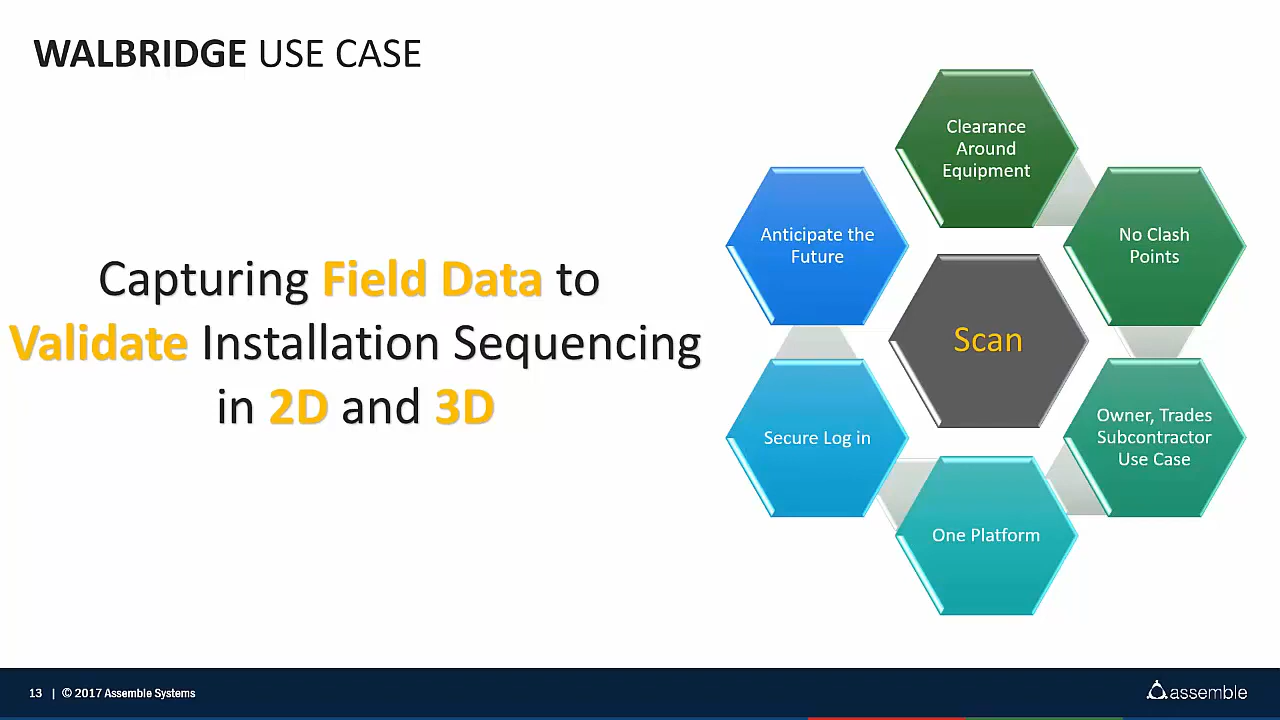 WALBRIDGE USE CASE
Capturing Field Data to
Validate Installation Sequencing
in 2D and 3D
Clearance
Around
Equipment
No Clash
Points
Owner, Trades
Subcontractor
Use Case
One Platform
Secure Log in
Anticipate the
Future
Scan
13 | © 2017 Assemble Systems
assemble